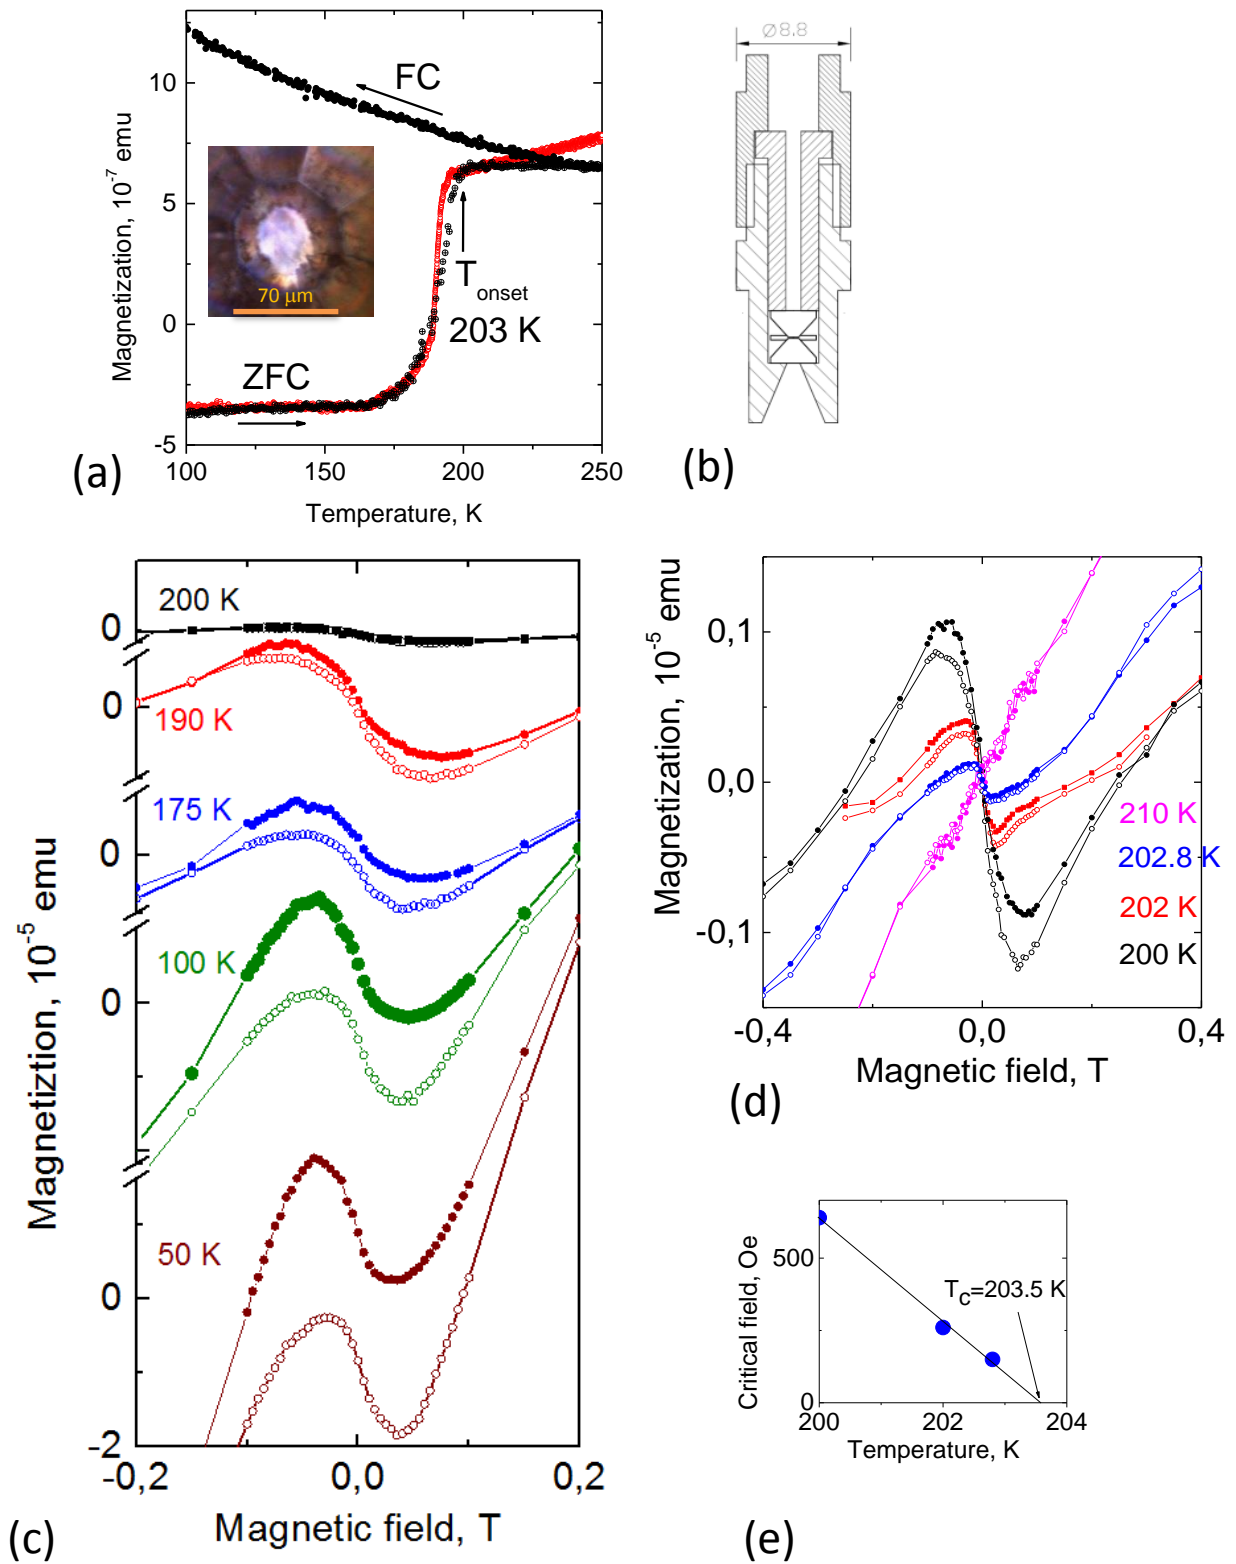 10
5
0
-5
100
150
200
250
Magnetization, 10-7 emu
Temperature, K
FC
ZFC
T onset
203 K
70 μm
(a)
Ø8.8
(b)
200 K
190 K
175 K
100 K
50 K
0
0
0
0
0
-2
-0,2
0,0
0,2
Magnetiztion, 10-5 emu
Magnetic field, T
(c)
0,1
0,0
-0,1
-0,4
0,0
0,4
Magnetization, 10-5 emu
Magnetic field, T
210 K
202.8 K
202 K
200 K
(d)
500
0
200
202
204
Critical field, Oe
Temperature, K
TC=203.5 K
(e)